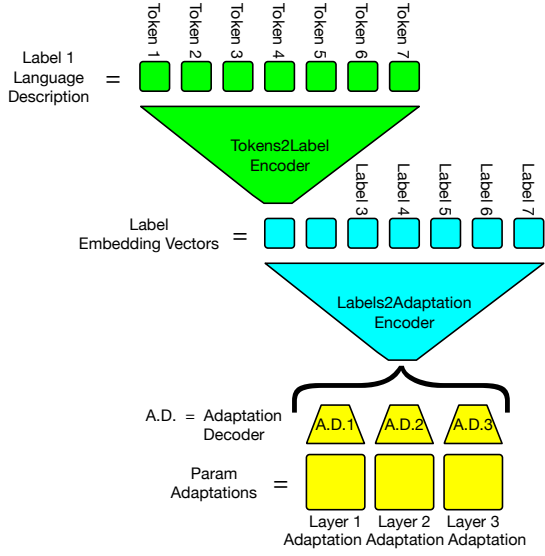 Token 1
Token 2
Token 3
Token 4
Token 5
Token 6
Token 7
Label 1
Language
Description
=
Tokens2Label
Encoder
Label 3
Label 4
Label 5
Label 6
Label 7
Label
Embedding Vectors
=
Labels2Adaptation
Encoder
A.D. = Adaptation
Decoder
A.D.1
A.D.2
A.D.3
Param
Adaptations
=
Layer 1
Adaptation
Layer 2
Adaptation
Layer 3
Adaptation